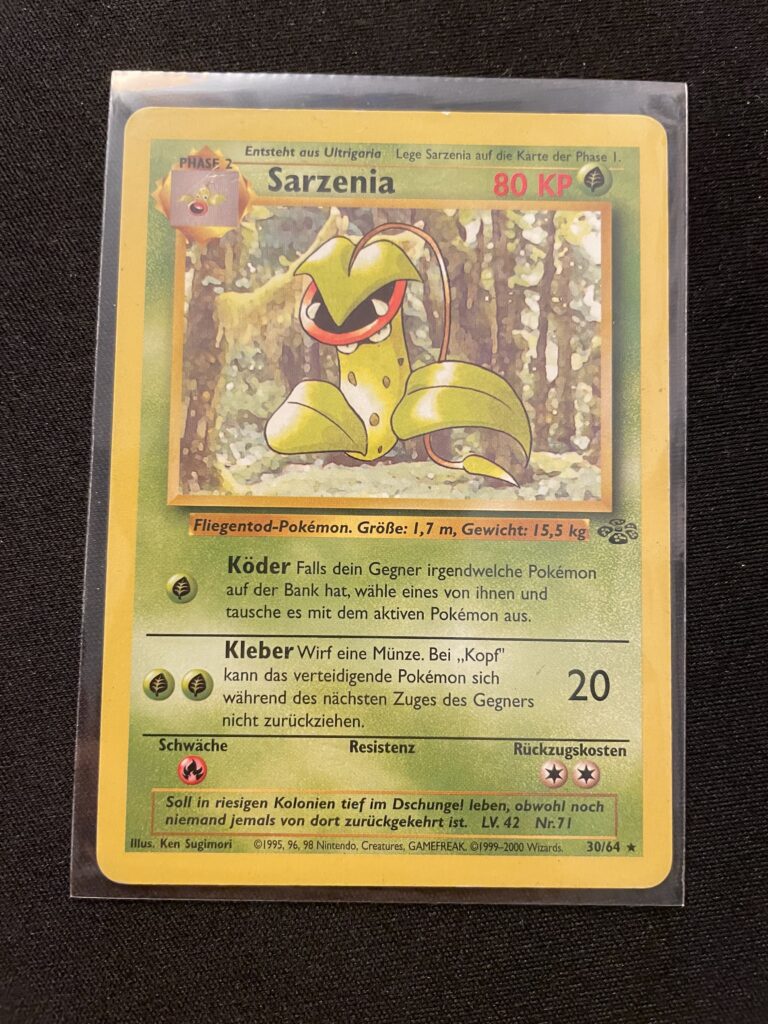 Entsteht aus Ultrigaria Lege Sarzenia auf die Karte der Phase 1.
PHASE 2
Sarzenia 80 KP
Fliegentod-Pokémon. Größe: 1,7 m, Gewicht: 15,5 kg
Köder Falls dein Gegner irgendwelche Pokémon
auf der Bank hat, wähle eines von ihnen und
tausche es mit dem aktiven Pokémon aus.
Kleber Wirf eine Münze. Bei „Kopf"
kann das verteidigende Pokémon sich
während des nächsten Zuges des Gegners
nicht zurückziehen.
20
Schwäche Resistenz Rückzugskosten
Soll in riesigen Kolonien tief im Dschungel leben, obwohl noch
niemand jemals von dort zurückgekehrt ist. LV. 42 Nr.71
Illus. Ken Sugimori ©1995, 96, 98 Nintendo, Creatures, GAMEFREAK. ©1999-2000 Wizards. 30/64 ★